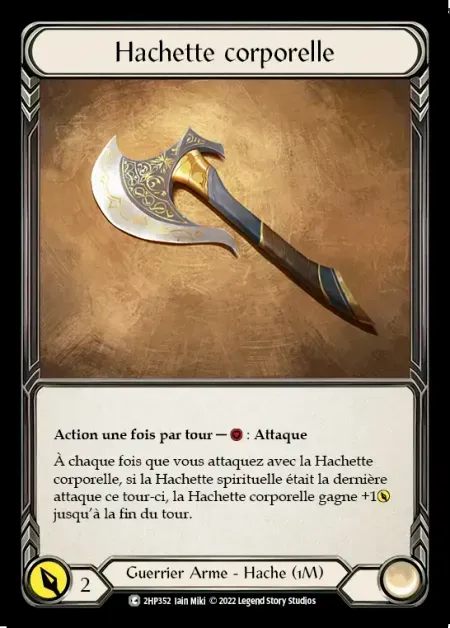 Hachette corporelle
Action une fois par tour — : Attaque
À chaque fois que vous attaquez avec la Hachette
corporelle, si la Hachette spirituelle était la dernière
attaque ce tour-ci, la Hachette corporelle gagne +1
jusqu'à la fin du tour.
2
Guerrier Arme - Hache (1M)
C 2HP352 Iain Miki © 2022 Legend Story Studios